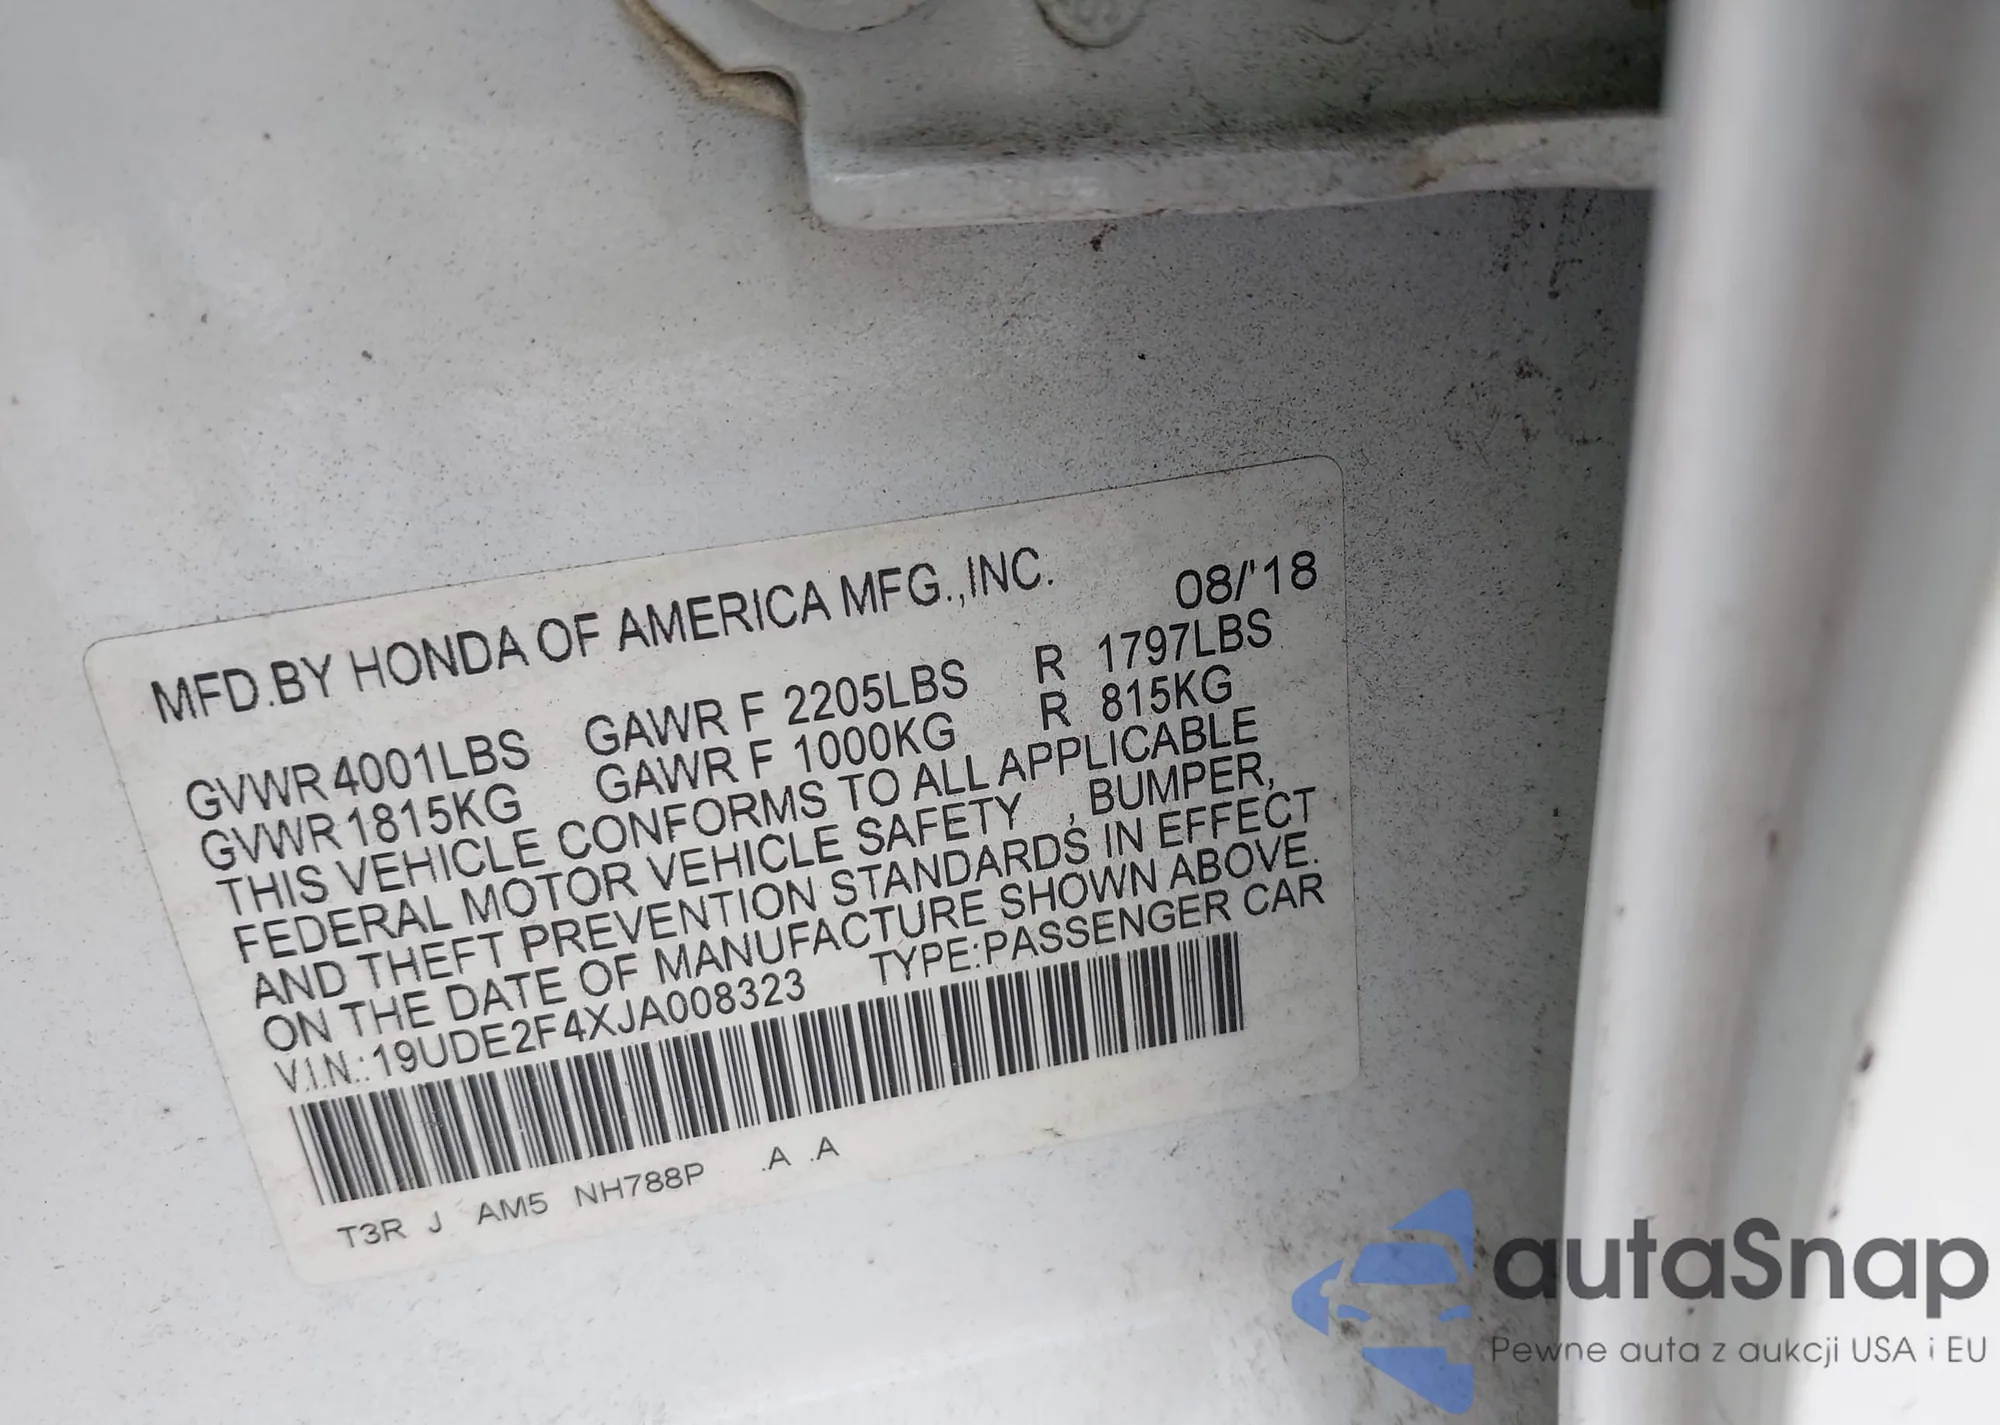 MFD.BY HONDA OF AMERICA MFG.,INC. 08/'18
GVWR 4001LBS GAWR F 2205LBS R 1797LBS
GVWR 1815KG GAWR F 1000KG R 815KG
THIS VEHICLE CONFORMS TO ALL APPLICABLE
FEDERAL MOTOR VEHICLE SAFETY , BUMPER,
AND THEFT PREVENTION STANDARDS IN EFFECT
ON THE DATE OF MANUFACTURE SHOWN ABOVE.
V.I.N.:19UDE2F4XJA008323 TYPE:PASSENGER CAR
T3R J AM5 NH788P .A .A
autaSnap
Pewne auta z aukcji USA i EU